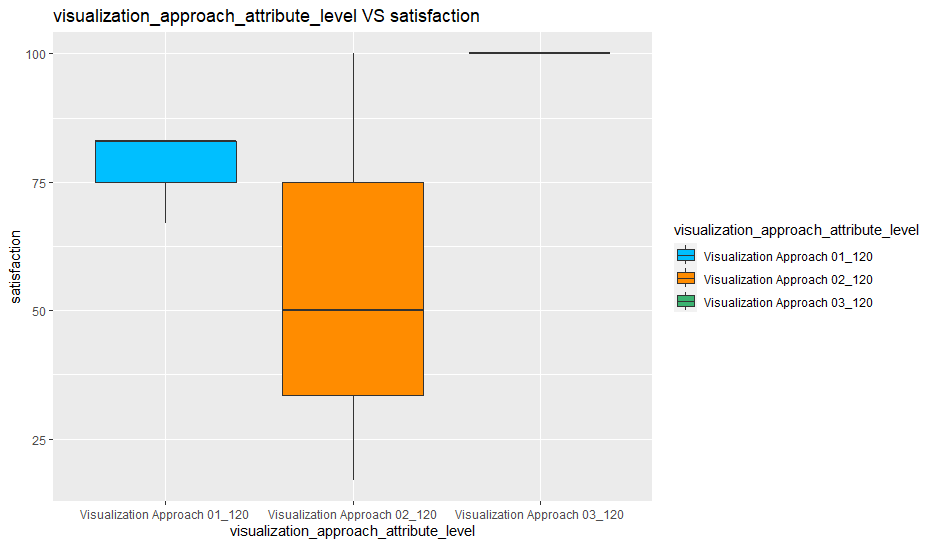 visualization_approach_attribute_level VS satisfaction
satisfaction
100
75
50
25
Visualization Approach 01_120
Visualization Approach 02_120
Visualization Approach 03_120
visualization_approach_attribute_level
visualization_approach_attribute_level
Visualization Approach 01_120
Visualization Approach 02_120
Visualization Approach 03_120